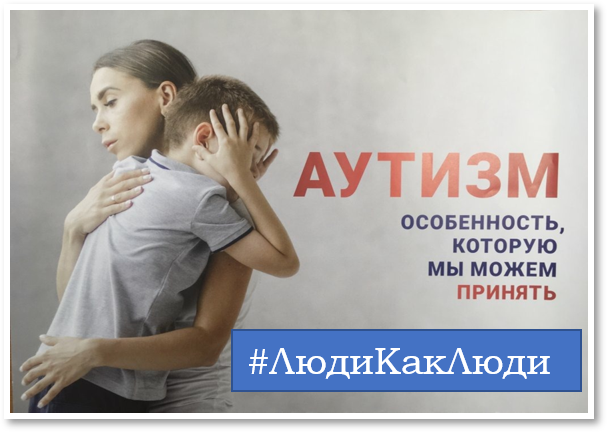 АУТИЗМ
ОСОБЕННОСТЬ,
КОТОРУЮ
МЫ МОЖЕМ
ПРИНЯТЬ
#ЛюдиКакЛюди